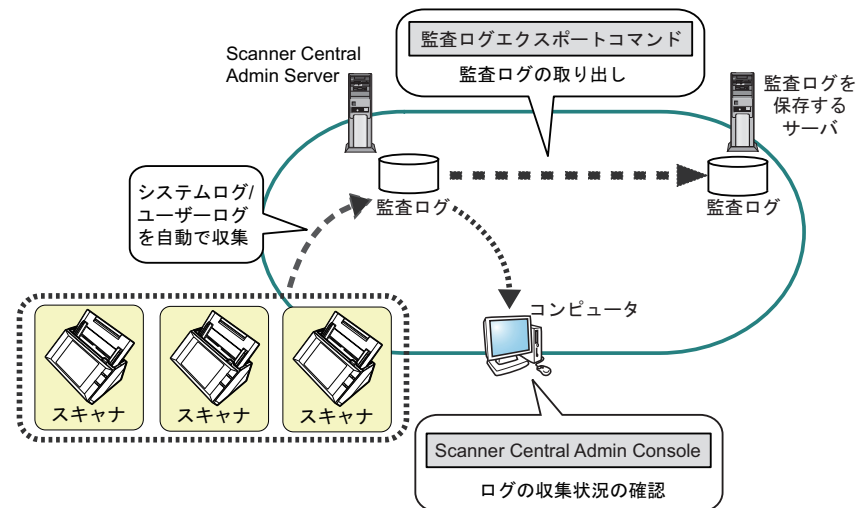 Scanner Central
Admin Server
監査ログエクスポートコマンド
監査ログの取り出し
監査ログを
保存する
サーバ
システムログ/
ユーザーログ
を自動で収集
監査ログ
監査ログ
コンピュータ
スキャナ
スキャナ
スキャナ
Scanner Central Admin Console
ログの収集状況の確認